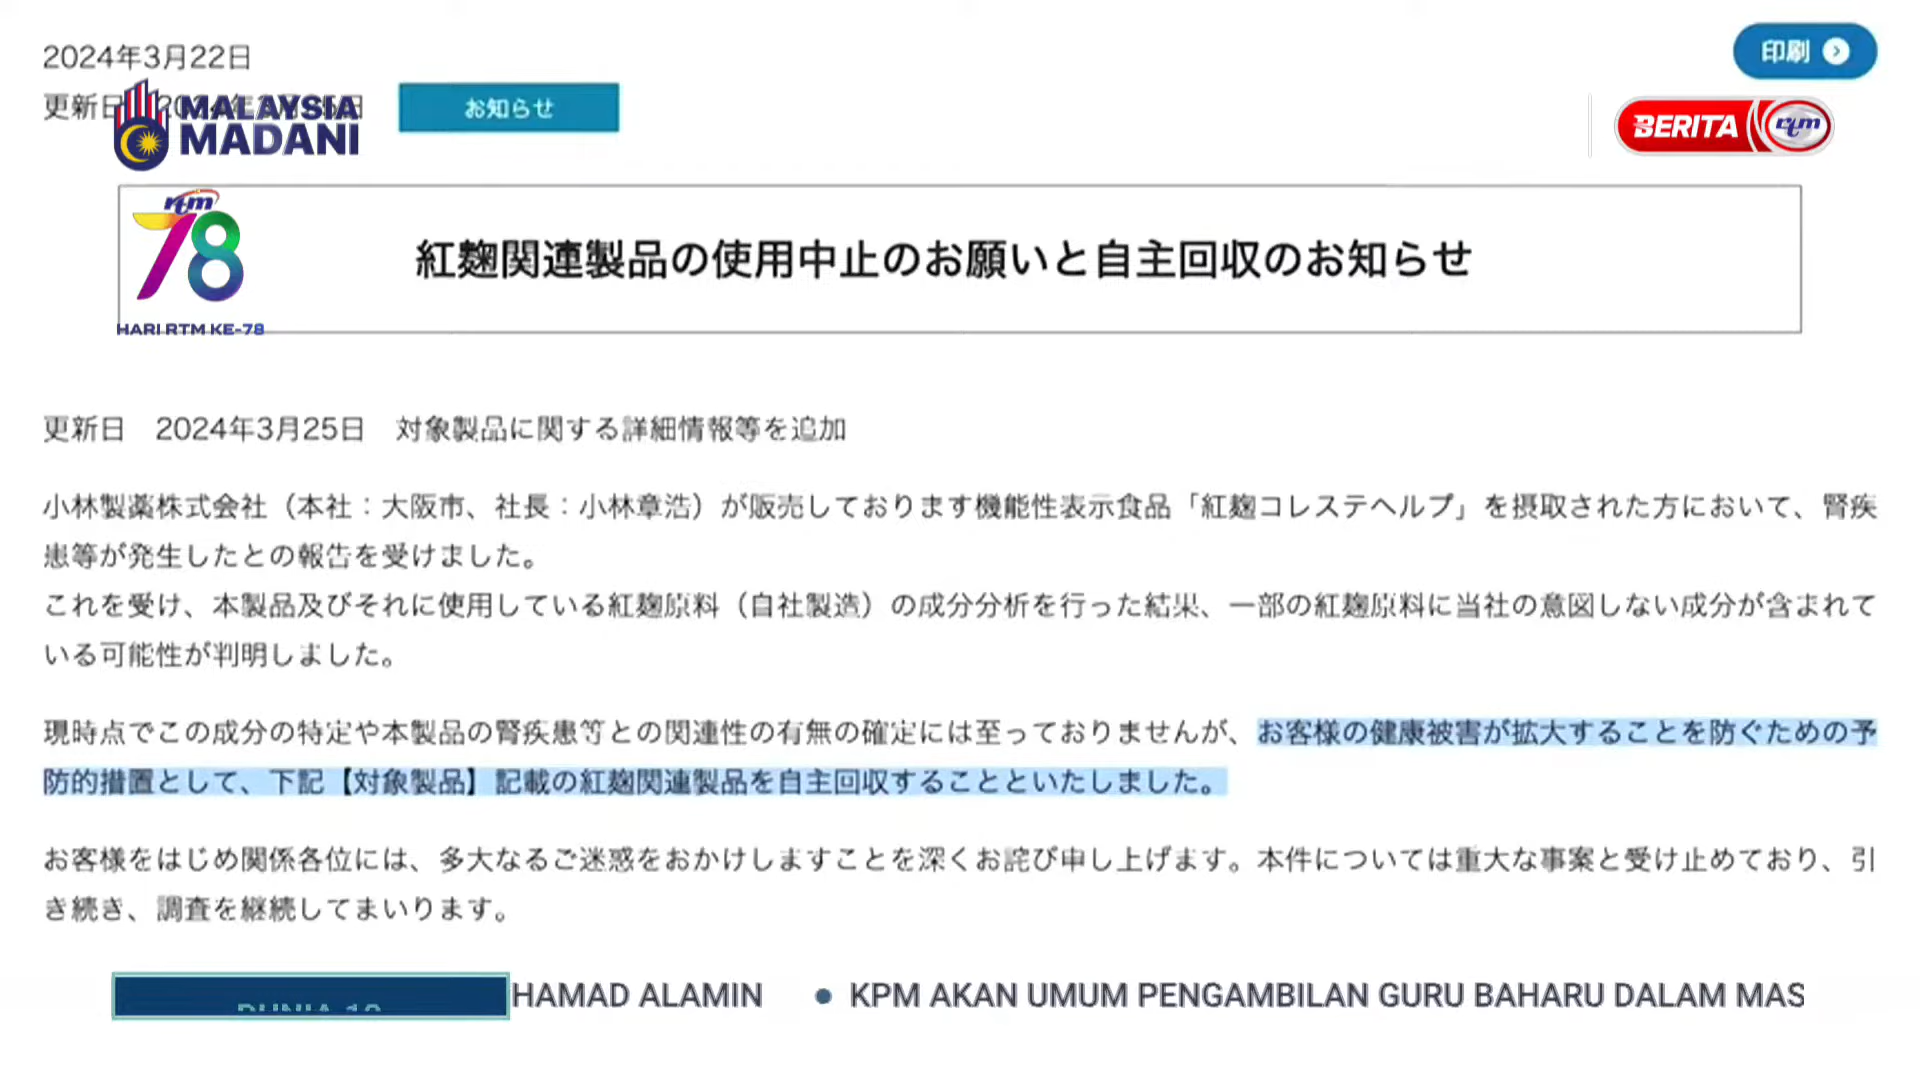 2024年3月22日
印刷
更新日
お知らせ
MALAYSIA
MADANI
BERITA rtm
rtm
78
HARI RTM KE-78
紅麹関連製品の使用中止のお願いと自主回収のお知らせ
更新日 2024年3月25日 対象製品に関する詳細情報等を追加
小林製薬株式会社（本社：大阪市、社長：小林章浩）が販売しております機能性表示食品「紅麹コレステヘルプ」を摂取された方において、腎疾
患等が発生したとの報告を受けました。
これを受け、本製品及びそれに使用している紅麹原料（自社製造）の成分分析を行った結果、一部の紅麹原料に当社の意図しない成分が含まれて
いる可能性が判明しました。
現時点でこの成分の特定や本製品の腎疾患等との関連性の有無の確定には至っておりませんが、お客様の健康被害が拡大することを防ぐための予
防的措置として、下記【対象製品】記載の紅麹関連製品を自主回収することといたしました。
お客様をはじめ関係各位には、多大なるご迷惑をおかけしますことを深くお詫び申し上げます。本件については重大な事案と受け止めており、引
き続き、調査を継続してまいります。
HAMAD ALAMIN • KPM AKAN UMUM PENGAMBILAN GURU BAHARU DALAM MAS